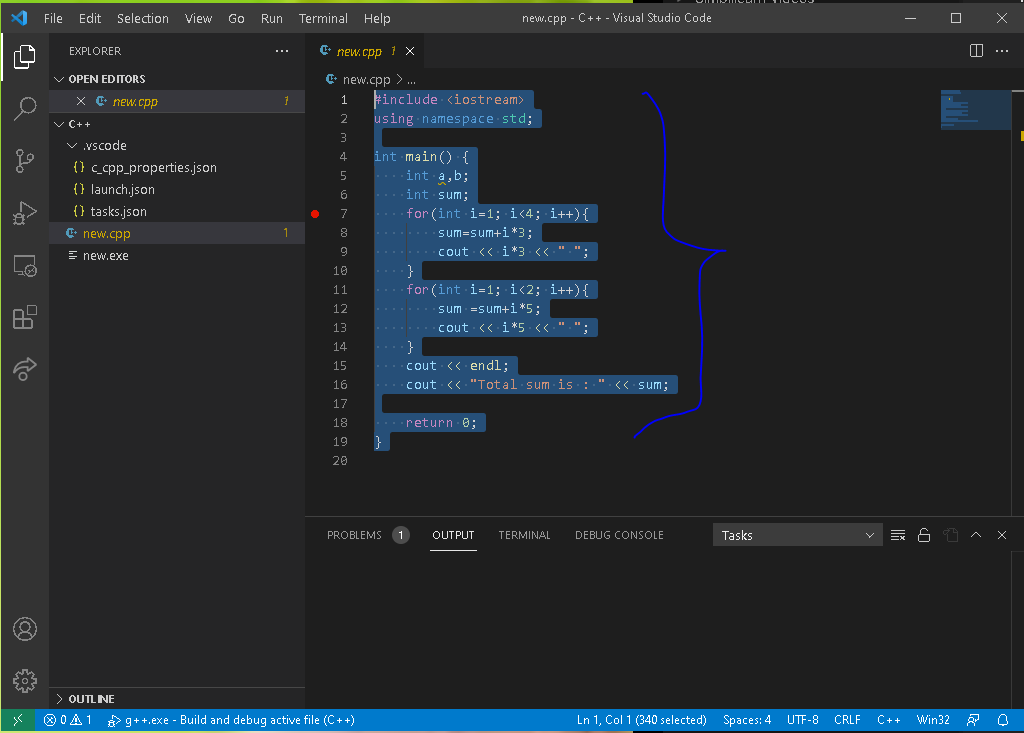 File Edit Selection View Go Run Terminal Help new.cpp - C++ - Visual Studio Code
EXPLORER
OPEN EDITORS
new.cpp 1
C++
.vscode
{} c_cpp_properties.json
{} launch.json
{} tasks.json
new.cpp 1
new.exe
OUTLINE
new.cpp 1
new.cpp > ...
1 #include <iostream>
2 using namespace std;
3
4 int main() {
5 int a,b;
6 int sum;
7 for(int i=1; i<4; i++){
8 sum=sum+i*3;
9 cout << i*3 << " ";
10 }
11 for(int i=1; i<2; i++){
12 sum =sum+i*5;
13 cout << i*5 << " ";
14 }
15 cout << endl;
16 cout << "Total sum is : " << sum;
17
18 return 0;
19 }
20
PROBLEMS 1 OUTPUT TERMINAL DEBUG CONSOLE Tasks
0 1 g++.exe - Build and debug active file (C++) Ln 1, Col 1 (340 selected) Spaces: 4 UTF-8 CRLF C++ Win32